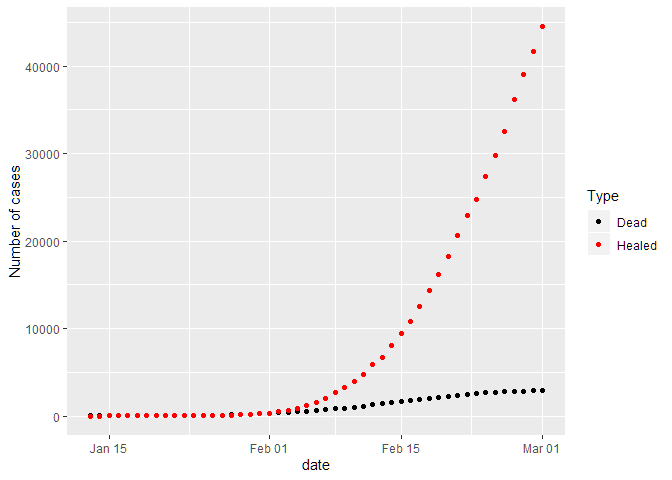 40000
30000
20000
10000
0
Number of cases
Jan 15
Feb 01
Feb 15
Mar 01
date
Type
Dead
Healed